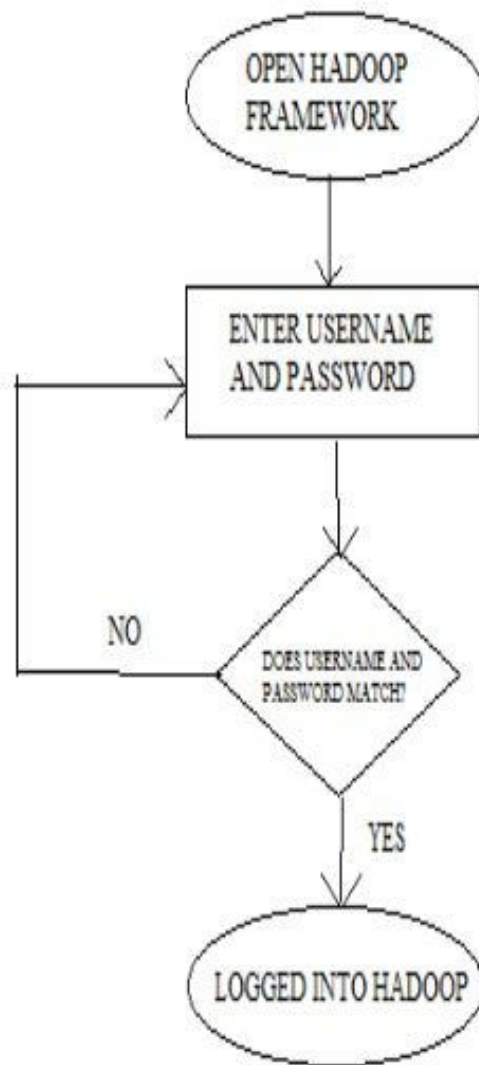 OPEN HADOOP
FRAMEWORK
ENTER USERNAME
AND PASSWORD
NO
DOES USERNAME AND
PASSWORD MATCH?
YES
LOGGED INTO HADOOP